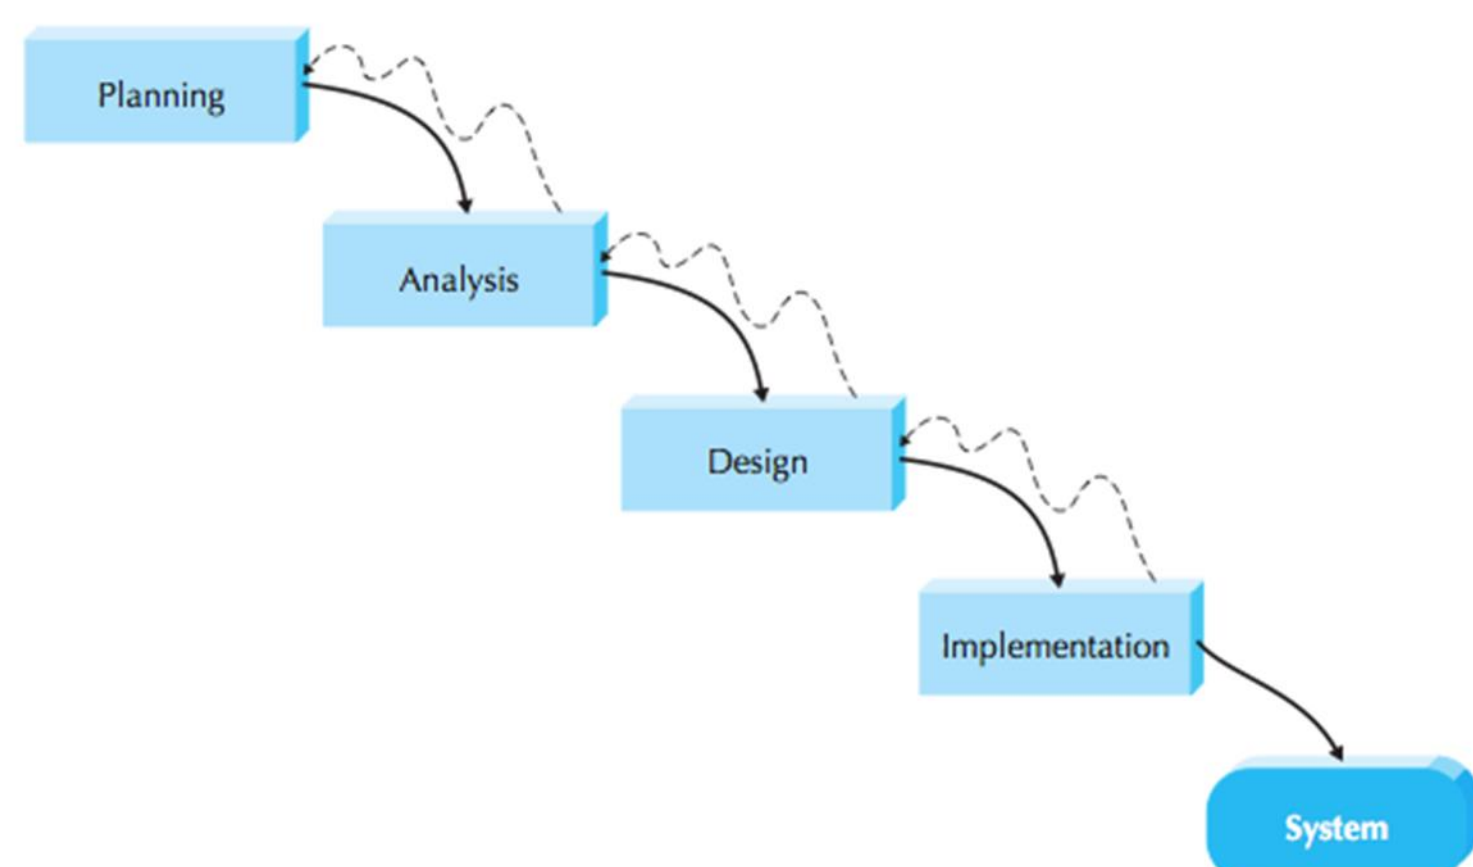 Planning
Analysis
Design
Implementation
System